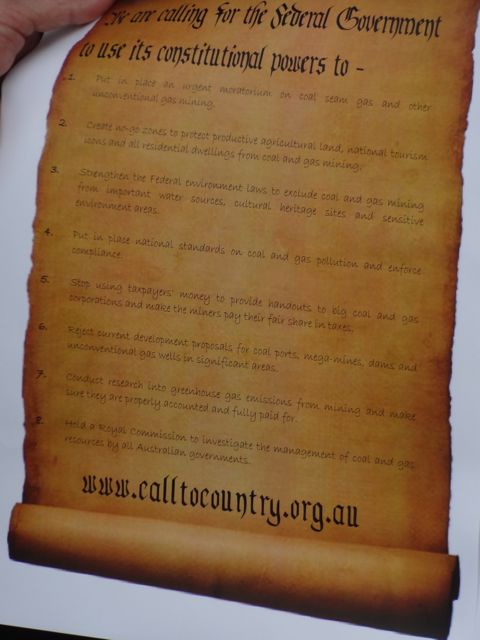 We are calling for the Federal Government
to use its constitutional powers to -
1. Put in place an urgent moratorium on coal seam gas and other
unconventional gas mining.
2. Create no-go zones to protect productive agricultural land, national tourism
icons and all residential dwellings from coal and gas mining;
3. Strengthen the Federal environment laws to exclude coal and gas mining
from important water sources, cultural heritage sites and sensitive
environment areas.
4. Put in place national standards on coal and gas pollution and enforce
compliance.
5. Stop using taxpayers' money to provide handouts to big coal and gas
corporations and make the miners pay their fair share in taxes.
6. Reject current development proposals for coal ports, mega-mines, dams and
unconventional gas wells in significant areas.
7. Conduct research into greenhouse gas emissions from mining and make
sure they are properly accounted and fully paid for.
8. Hold a Royal Commission to investigate the management of coal and gas
resources by all Australian governments.
www.calltocountry.org.au